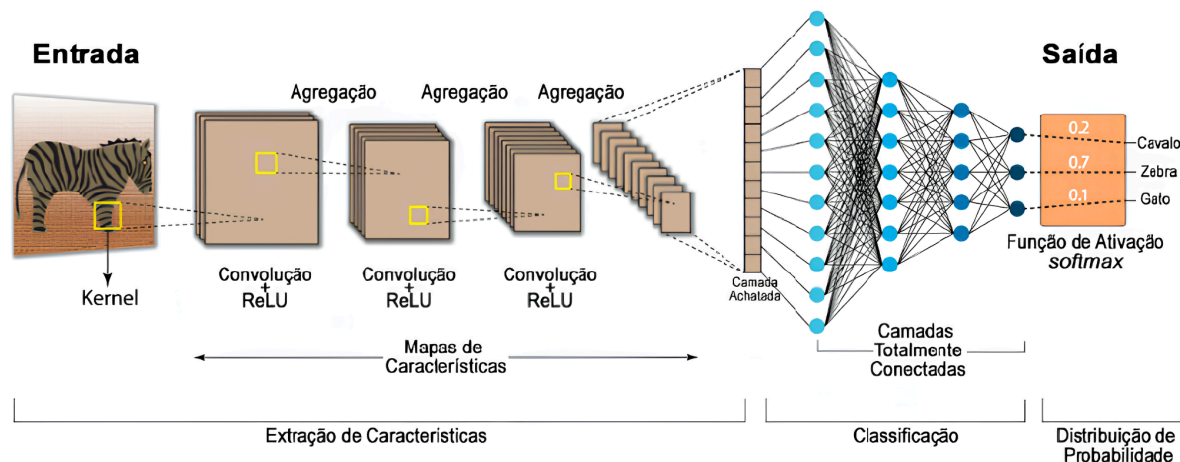 Entrada
Saída
Agregação
Agregação
Agregação
0.2
Cavalo
0.7
Zebra
0.1
Gato
Função de Ativação
softmax
Kernel
Convolução
+
ReLU
Convolução
+
ReLU
Convolução
+
ReLU
Camada
Achatada
Mapas de
Características
Camadas
Totalmente
Conectadas
Extração de Características
Classificação
Distribuição de
Probabilidade